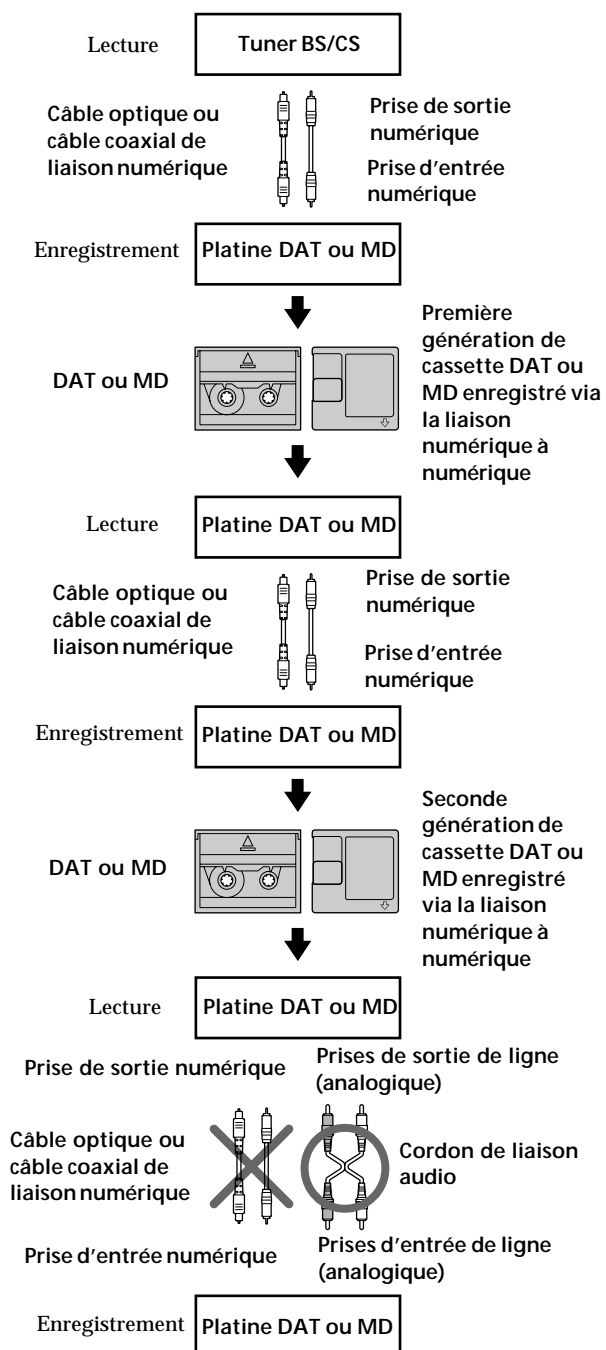 Lecture
Tuner BS/CS
Câble optique ou
câble coaxial de
liaison numérique
Prise de sortie
numérique
Prise d'entrée
numérique
Enregistrement
Platine DAT ou MD
DAT ou MD
Première
génération de
cassette DAT ou
MD enregistré via
la liaison
numérique à
numérique
Lecture
Platine DAT ou MD
Câble optique ou
câble coaxial de
liaison numérique
Prise de sortie
numérique
Prise d'entrée
numérique
Enregistrement
Platine DAT ou MD
DAT ou MD
Seconde
génération de
cassette DAT ou
MD enregistré
via la liaison
numérique à
numérique
Lecture
Platine DAT ou MD
Prise de sortie numérique
Prises de sortie de ligne
(analogique)
Câble optique ou
câble coaxial de
liaison numérique
Cordon de liaison
audio
Prise d'entrée numérique
Prises d'entrée de ligne
(analogique)
Enregistrement
Platine DAT ou MD